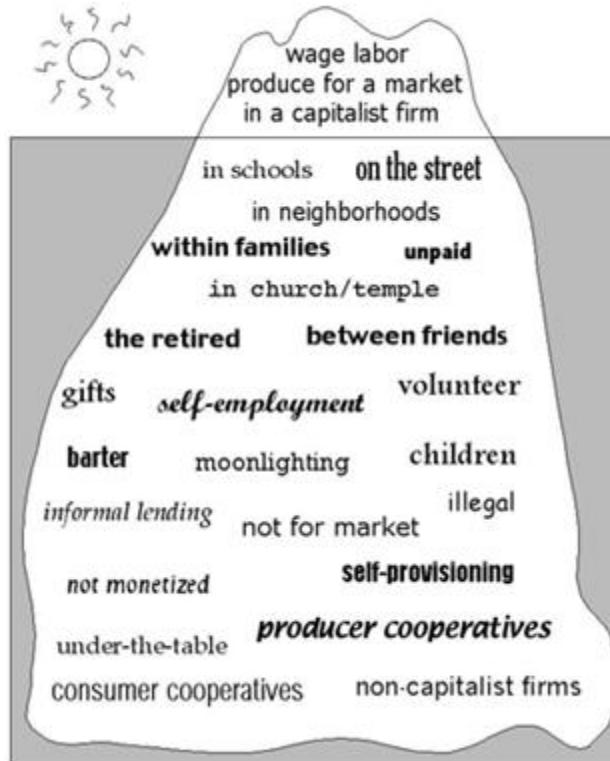 wage labor
produce for a market
in a capitalist firm
in schools on the street
in neighborhoods
within families unpaid
in church/temple
the retired between friends
gifts self-employment volunteer
barter moonlighting children
informal lending not for market illegal
not monetized self-provisioning
under-the-table producer cooperatives
consumer cooperatives non-capitalist firms